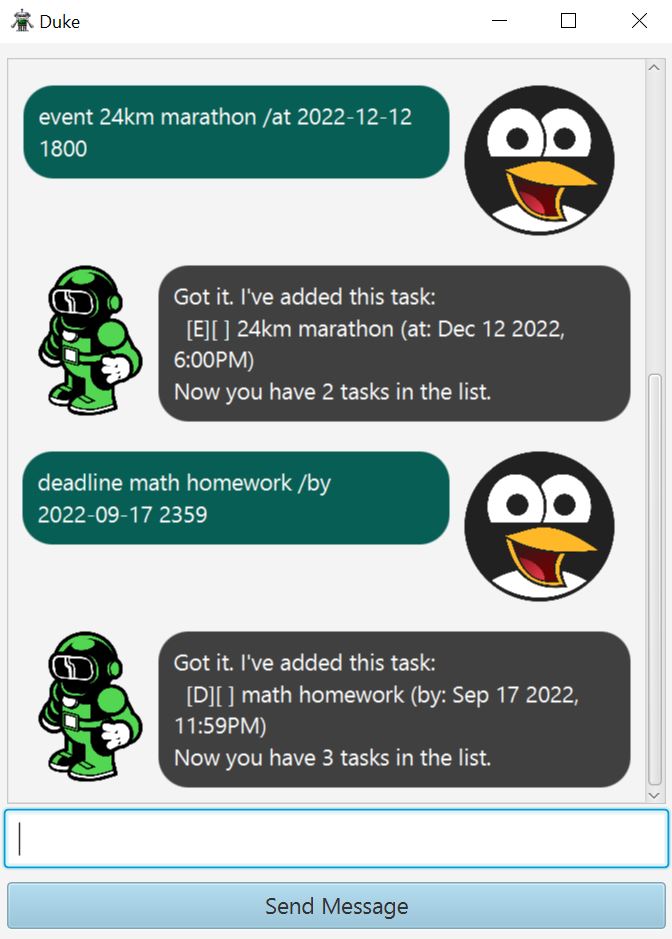 Duke
event 24km marathon /at 2022-12-12
1800
Got it. I've added this task:
[E][ ] 24km marathon (at: Dec 12 2022,
6:00PM)
Now you have 2 tasks in the list.
deadline math homework /by
2022-09-17 2359
Got it. I've added this task:
[D][ ] math homework (by: Sep 17 2022,
11:59PM)
Now you have 3 tasks in the list.
Send Message